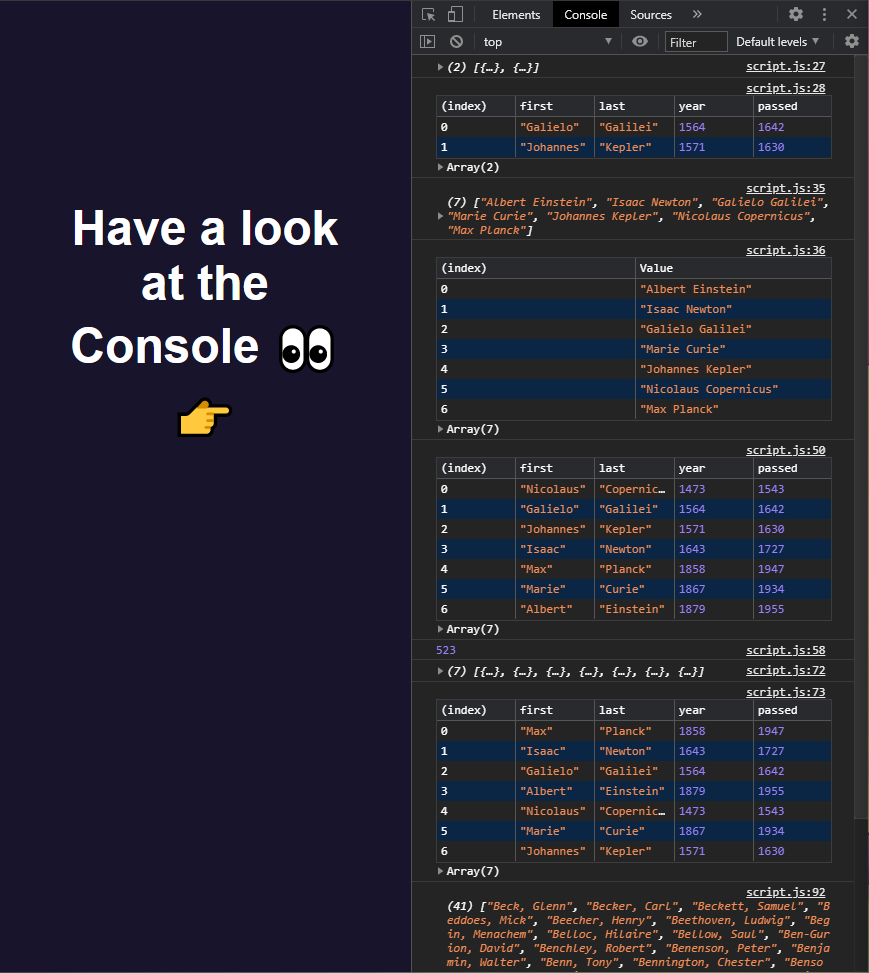 Have a look
at the
Console 👀
👉
Elements Console Sources »
top Filter Default levels
(2) [{…}, {…}] script.js:27
script.js:28
(index) first last year passed
0 "Galielo" "Galilei" 1564 1642
1 "Johannes" "Kepler" 1571 1630
Array(2)
script.js:35
(7) ["Albert Einstein", "Isaac Newton", "Galielo Galilei",
"Marie Curie", "Johannes Kepler", "Nicolaus Copernicus",
"Max Planck"]
script.js:36
(index) Value
0 "Albert Einstein"
1 "Isaac Newton"
2 "Galielo Galilei"
3 "Marie Curie"
4 "Johannes Kepler"
5 "Nicolaus Copernicus"
6 "Max Planck"
Array(7)
script.js:50
(index) first last year passed
0 "Nicolaus" "Copernic… 1473 1543
1 "Galielo" "Galilei" 1564 1642
2 "Johannes" "Kepler" 1571 1630
3 "Isaac" "Newton" 1643 1727
4 "Max" "Planck" 1858 1947
5 "Marie" "Curie" 1867 1934
6 "Albert" "Einstein" 1879 1955
Array(7)
523 script.js:58
(7) [{…}, {…}, {…}, {…}, {…}, {…}, {…}] script.js:72
script.js:73
(index) first last year passed
0 "Max" "Planck" 1858 1947
1 "Isaac" "Newton" 1643 1727
2 "Galielo" "Galilei" 1564 1642
3 "Albert" "Einstein" 1879 1955
4 "Nicolaus" "Copernic… 1473 1543
5 "Marie" "Curie" 1867 1934
6 "Johannes" "Kepler" 1571 1630
Array(7)
script.js:92
(41) ["Beck, Glenn", "Becker, Carl", "Beckett, Samuel", "B
eddoes, Mick", "Beecher, Henry", "Beethoven, Ludwig", "Beg
in, Menachem", "Belloc, Hilaire", "Bellow, Saul", "Ben-Gur
ion, David", "Benchley, Robert", "Benenson, Peter", "Benja
min, Walter", "Benn, Tony", "Bennington, Chester", "Benso